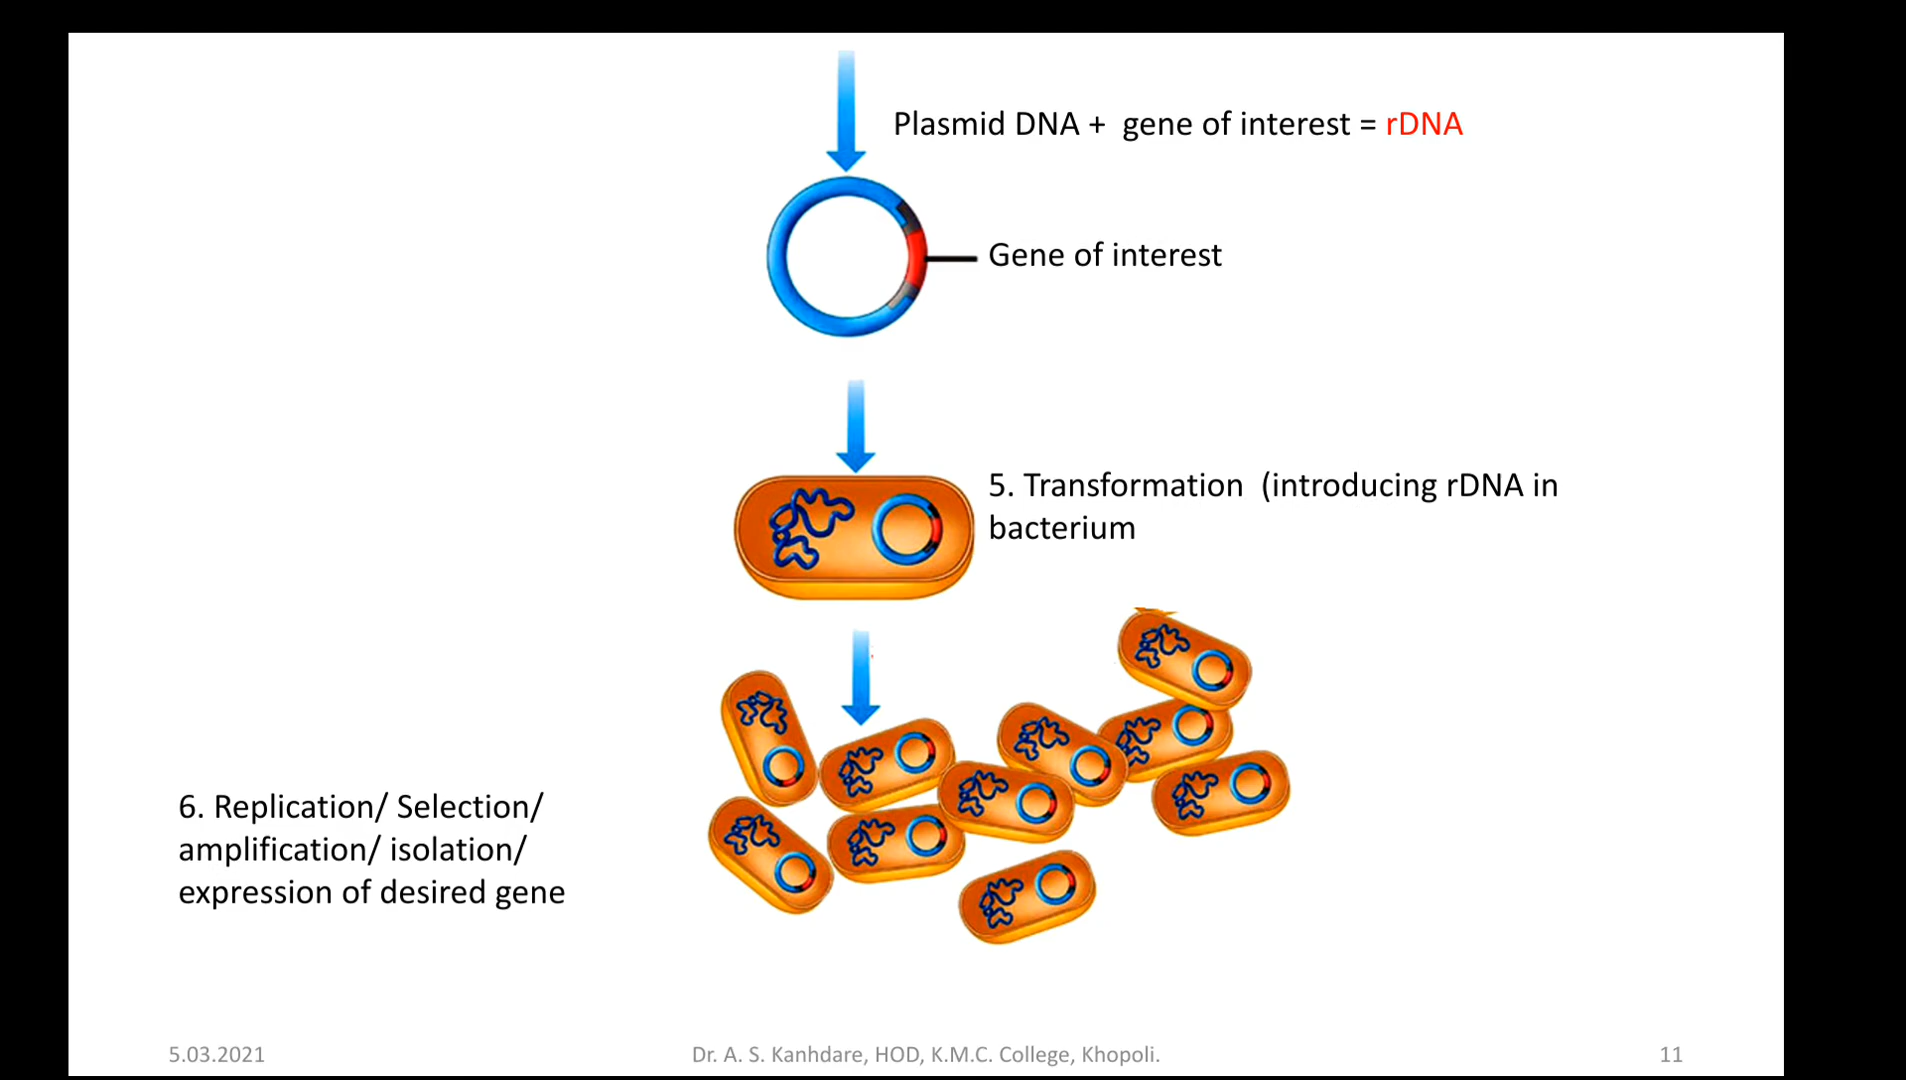 Plasmid DNA + gene of interest = rDNA
Gene of interest
5. Transformation (introducing rDNA in
bacterium
6. Replication/ Selection/
amplification/ isolation/
expression of desired gene
5.03.2021
Dr. A. S. Kanhdare, HOD, K.M.C. College, Khopoli.
11